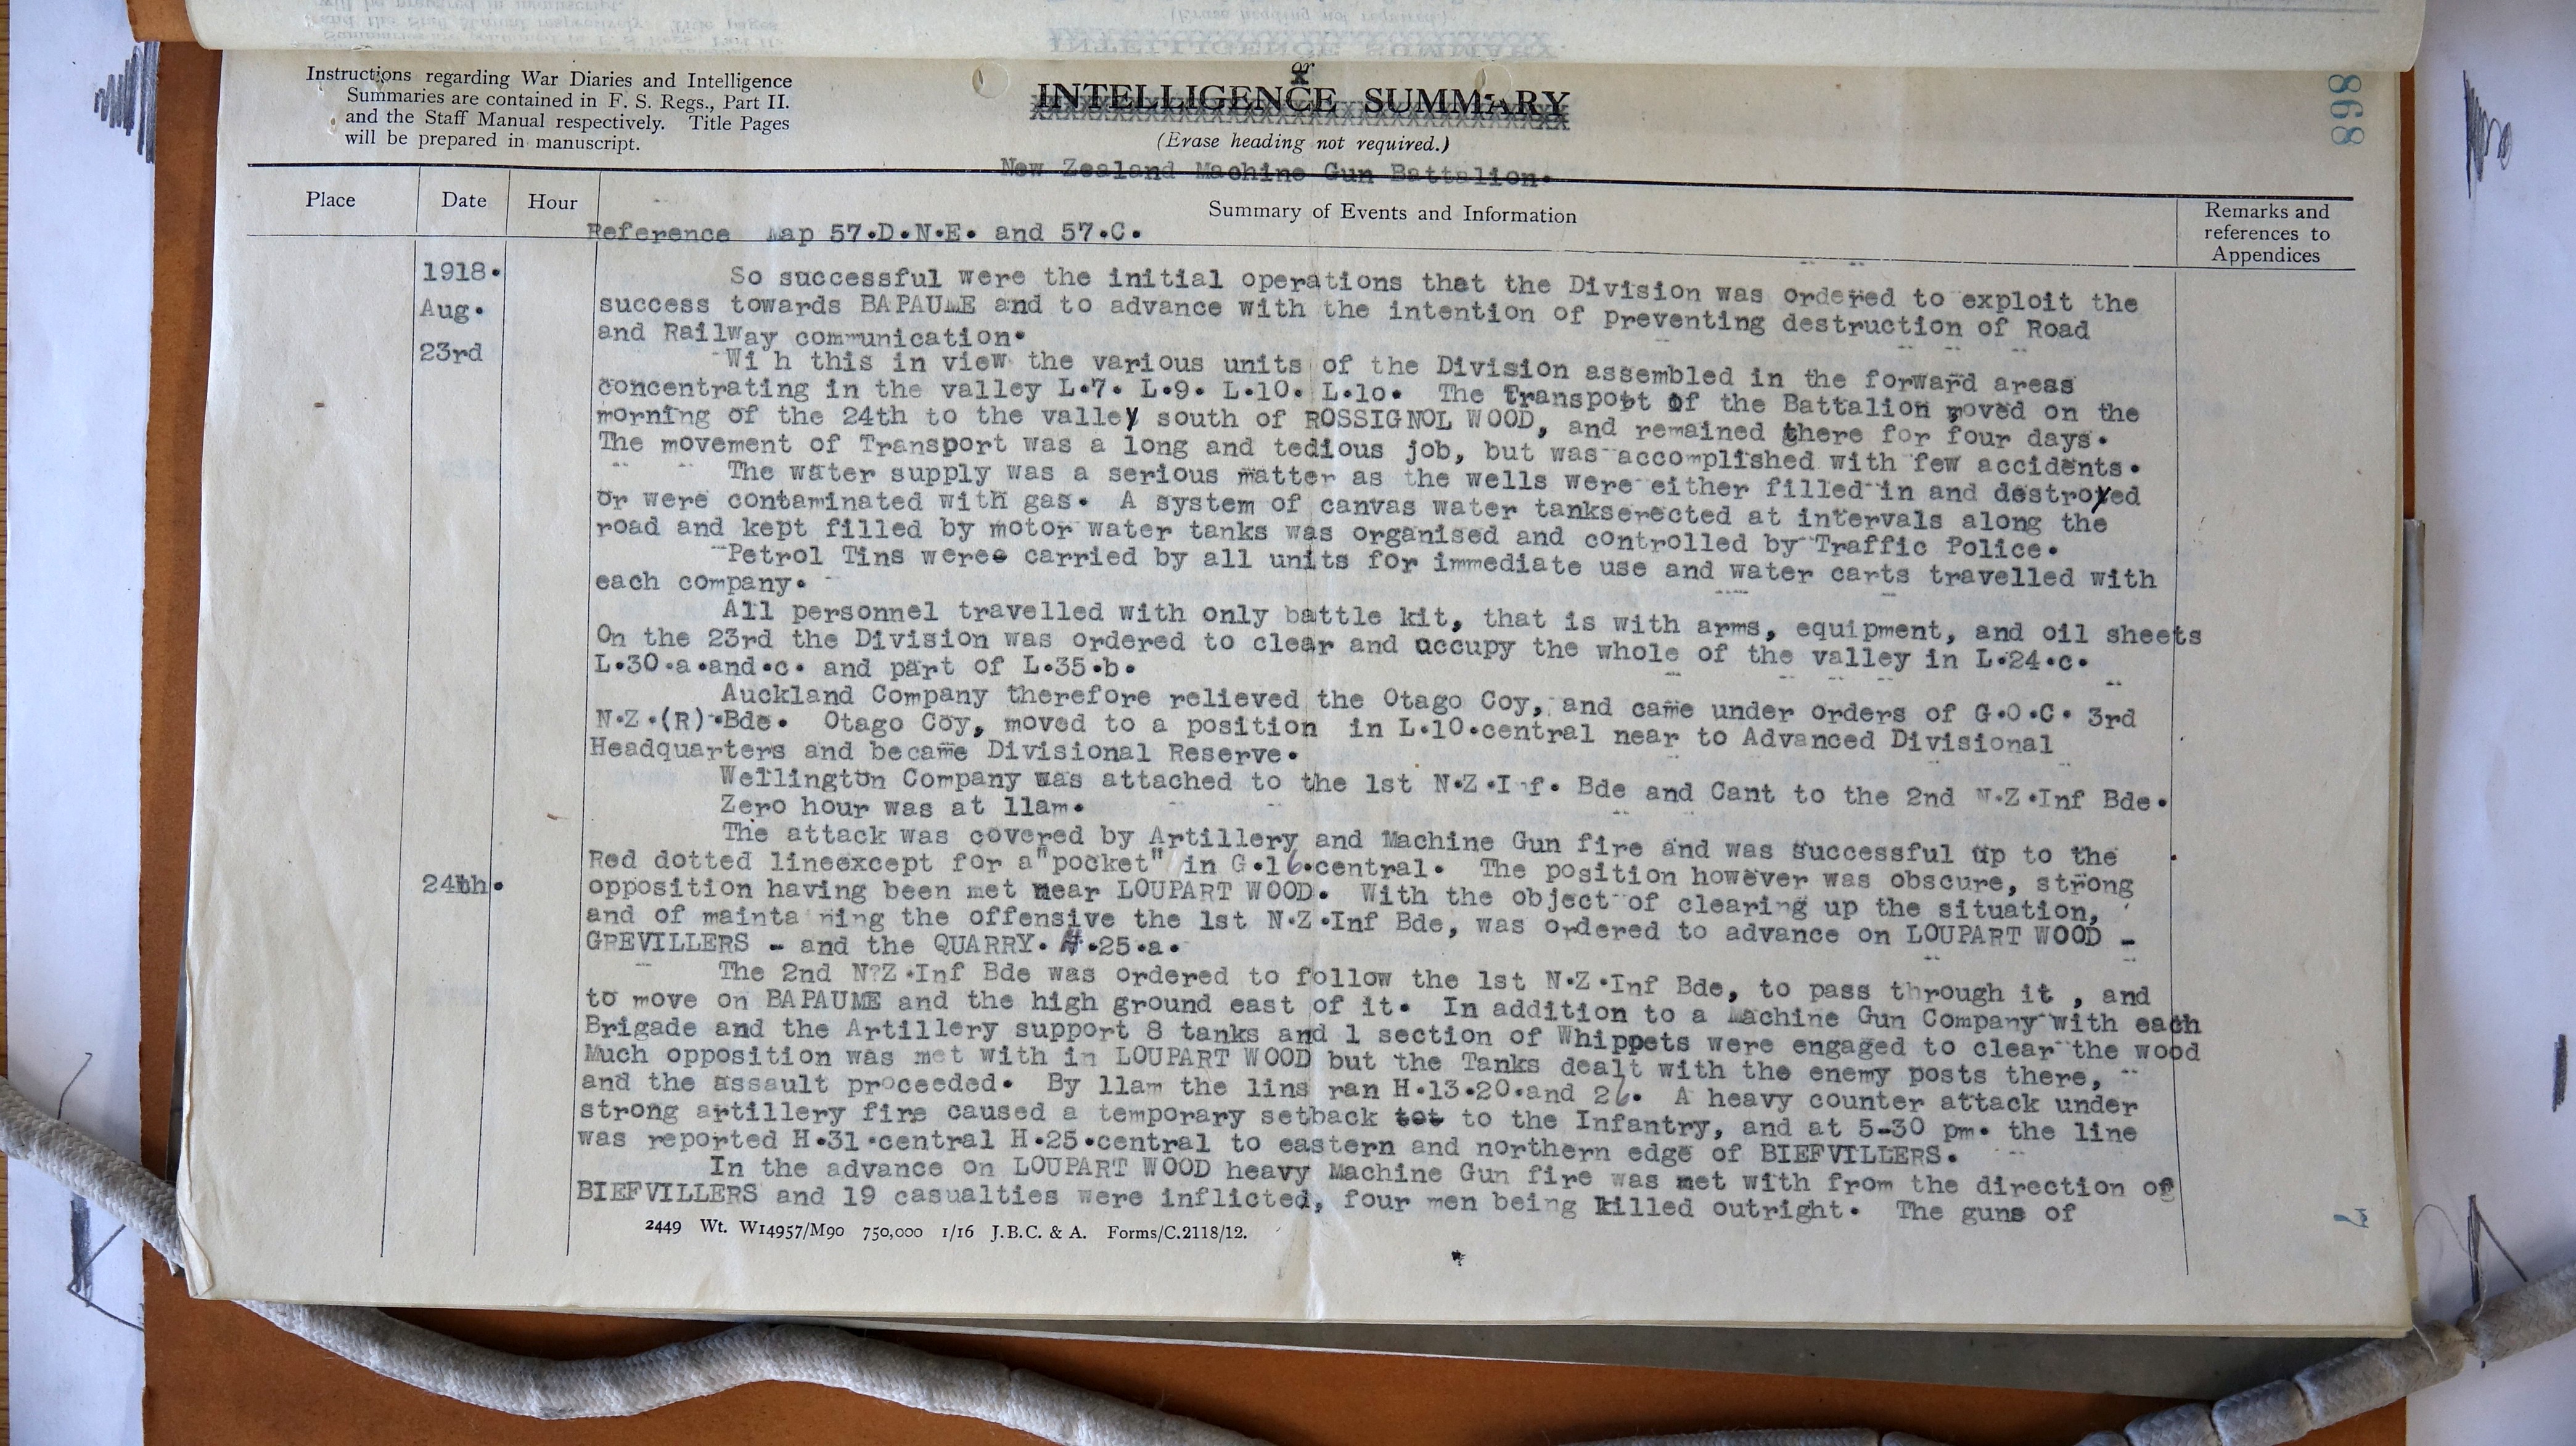 Instructions regarding War Diaries and Intelligence
Summaries are contained in F. S. Regs., Part II.
and the Staff Manual respectively. Title Pages
will be prepared in manuscript.
or
INTELLIGENCE SUMMARY
(Erase heading not required.)
New Zealand Machine Gun Battalion.
868
Place
Date
Hour
Summary of Events and Information
Remarks and
references to
Appendices
Reference Map 57.D.N.E. and 57.C.
1918.
Aug.
23rd
So successful were the initial operations that the Division was ordered to exploit the
success towards BAPAUME and to advance with the intention of preventing destruction of Road
and Railway communication.
Wi h this in view the various units of the Division assembled in the forward areas
concentrating in the valley L.7. L.9. L.10. L.1o. The Transport of the Battalion moved on the
morning of the 24th to the valley south of ROSSIGNOL WOOD, and remained there for four days.
The movement of Transport was a long and tedious job, but was accomplished with few accidents.
The water supply was a serious matter as the wells were either filled in and destroyed
or were contaminated with gas. A system of canvas water tankserected at intervals along the
road and kept filled by motor water tanks was organised and controlled by Traffic Police.
Petrol Tins weree carried by all units for immediate use and water carts travelled with
each company.
All personnel travelled with only battle kit, that is with arms, equipment, and oil sheets
On the 23rd the Division was ordered to clear and occupy the whole of the valley in L.24.c.
L.30.a.and.c. and part of L.35.b.
Auckland Company therefore relieved the Otago Coy, and came under orders of G.O.C. 3rd
N.Z.(R).Bde. Otago Coy, moved to a position in L.10.central near to Advanced Divisional
Headquarters and became Divisional Reserve.
Wellington Company was attached to the 1st N.Z.Inf. Bde and Cant to the 2nd N.Z.Inf Bde.
Zero hour was at 11am.
The attack was covered by Artillery and Machine Gun fire and was successful up to the
Red dotted lineexcept for a"pocket" in G.16.central. The position however was obscure, strong
24th.
opposition having been met near LOUPART WOOD. With the object of clearing up the situation,
and of maintaining the offensive the 1st N.Z.Inf Bde, was ordered to advance on LOUPART WOOD -
GREVILLERS - and the QUARRY. H.25.a.
The 2nd N?Z.Inf Bde was ordered to follow the 1st N.Z.Inf Bde, to pass through it , and
to move on BAPAUME and the high ground east of it. In addition to a Machine Gun Company with each
Brigade and the Artillery support 8 tanks and 1 section of Whippets were engaged to clear the wood
Much opposition was met with in LOUPART WOOD but the Tanks dealt with the enemy posts there,
and the assault proceeded. By 11am the lins ran H.13.20.and 26. A heavy counter attack under
strong artillery fire caused a temporary setback tot to the Infantry, and at 5-30 pm. the line
was reported H.31.central H.25.central to eastern and northern edge of BIEFVILLERS.
In the advance on LOUPART WOOD heavy Machine Gun fire was met with from the direction of
BIEFVILLERS and 19 casualties were inflicted, four men being killed outright. The guns of
2449 Wt. W14957/M90 750,000 1/16 J.B.C. & A. Forms/C.2118/12.
7